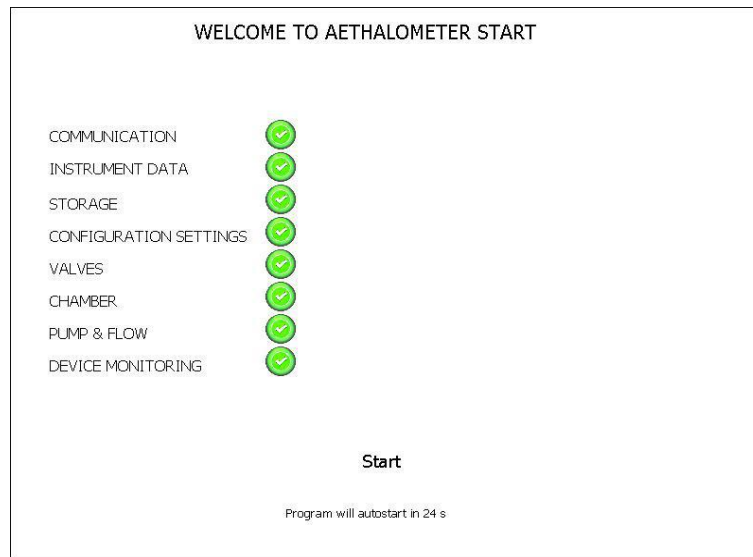 WELCOME TO AETHALOMETER START
COMMUNICATION
INSTRUMENT DATA
STORAGE
CONFIGURATION SETTINGS
VALVES
CHAMBER
PUMP & FLOW
DEVICE MONITORING
Start
Program will autostart in 24 s